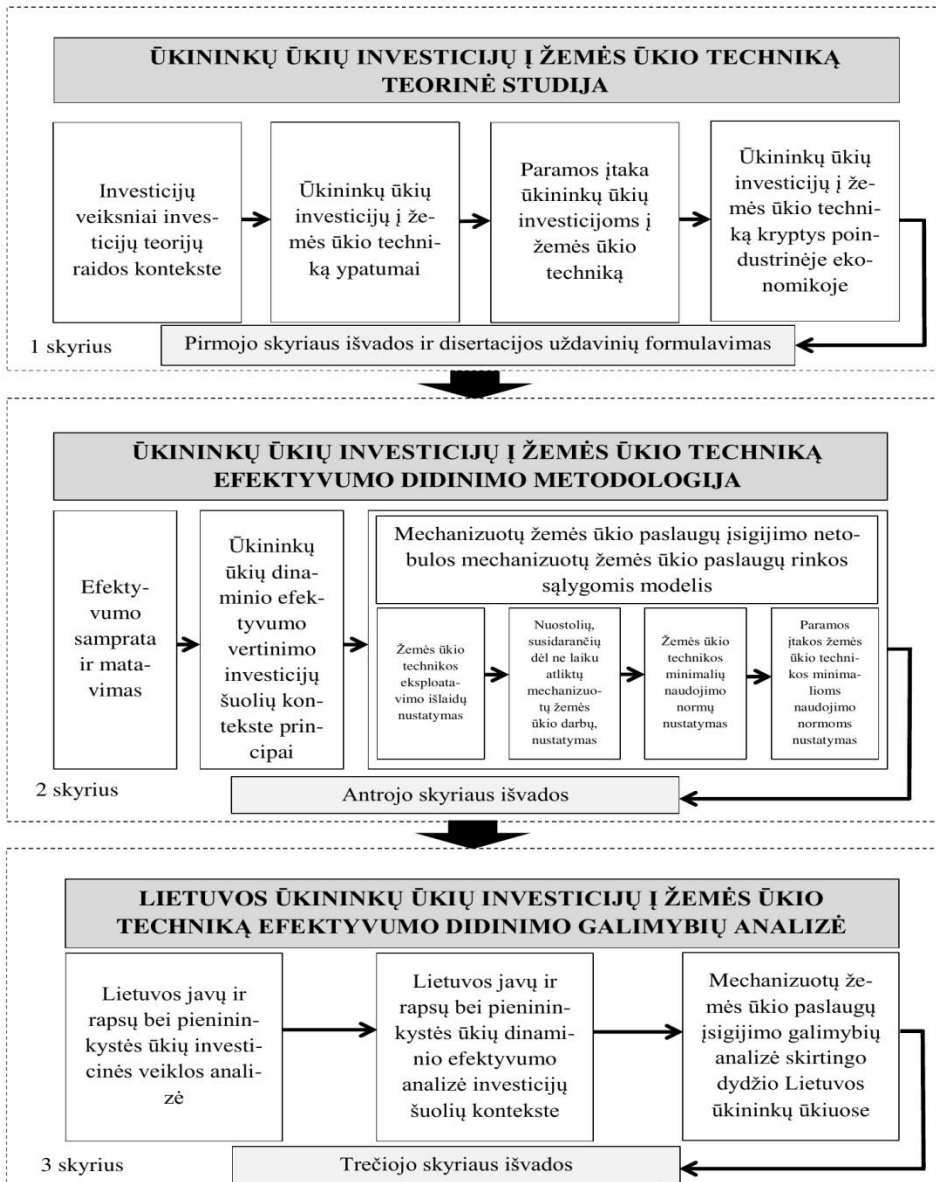 ŪKININKŲ ŪKIŲ INVESTICIJŲ Į ŽEMĖS ŪKIO TECHNIKĄ
TEORINĖ STUDIJA
Investicijų
veiksniai inves-
ticijų teorijų
raidos kontekste
Ūkininkų ūkių
investicijų į že-
mės ūkio techni-
ką ypatumai
Paramos įtaka
ūkininkų ūkių
investicijoms į
žemės ūkio
techniką
Ūkininkų ūkių
investicijų į že-
mės ūkio techni-
ką kryptys poin-
dustrinėje eko-
nomikoje
1 skyrius
Pirmojo skyriaus išvados ir disertacijos uždavinių formulavimas
ŪKININKŲ ŪKIŲ INVESTICIJŲ Į ŽEMĖS ŪKIO TECHNIKĄ
EFEKTYVUMO DIDINIMO METODOLOGIJA
Efekty-
vumo
samprata
ir mata-
vimas
Ūkininkų
ūkių dina-
minio efek-
tyvumo
vertinimo
investicijų
šuolių kon-
tekste prin-
cipai
Mechanizuotų žemės ūkio paslaugų įsigijimo neto-
bulos mechanizuotų žemės ūkio paslaugų rinkos
sąlygomis modelis
Žemės ūkio
technikos
eksploatavimo
išlaidų
nustatymas
Nuostolių,
susidarančių
dėl ne laiku
atliktų
mechanizuo-
tų žemės
ūkio darbų,
nustatymas
Žemės ūkio
technikos
minimalių
naudojimo
normų
nustatymas
Paramos
įtakos žemės
ūkio techni-
kos minima-
lioms
naudojimo
normoms
nustatymas
2 skyrius
Antrojo skyriaus išvados
LIETUVOS ŪKININKŲ ŪKIŲ INVESTICIJŲ Į ŽEMĖS ŪKIO
TECHNIKĄ EFEKTYVUMO DIDINIMO GALIMYBIŲ ANALIZĖ
Lietuvos javų ir
rapsų bei pienininin-
kystės ūkių investi-
cinės veiklos anali-
zė
Lietuvos javų ir
rapsų bei pieninin-
kystės ūkių dinami-
nio efektyvumo
analizė investicijų
šuolių kontekste
Mechanizuotų že-
mės ūkio paslaugų
įsigijimo galimybių
analizė skirtingo
dydžio Lietuvos
ūkininkų ūkiuose
3 skyrius
Trečiojo skyriaus išvados